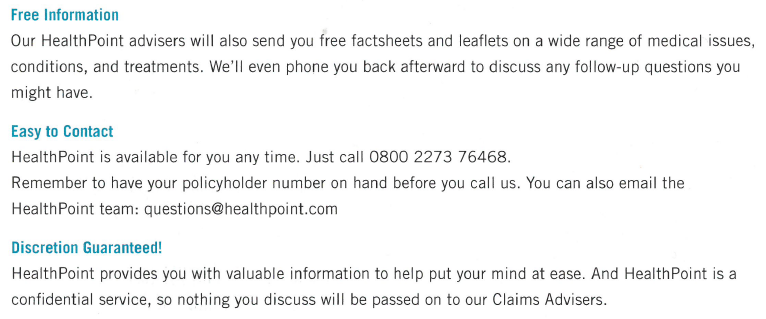 Free Information
Our HealthPoint advisers will also send you free factsheets and leaflets on a wide range of medical issues,
conditions, and treatments. We'll even phone you back afterward to discuss any follow-up questions you
might have.
Easy to Contact
HealthPoint is available for you any time. Just call 0800 2273 76468.
Remember to have your policyholder number on hand before you call us. You can also email the
HealthPoint team: questions@healthpoint.com
Discretion Guaranteed!
HealthPoint provides you with valuable information to help put your mind at ease. And HealthPoint is a
confidential service, so nothing you discuss will be passed on to our Claims Advisers.